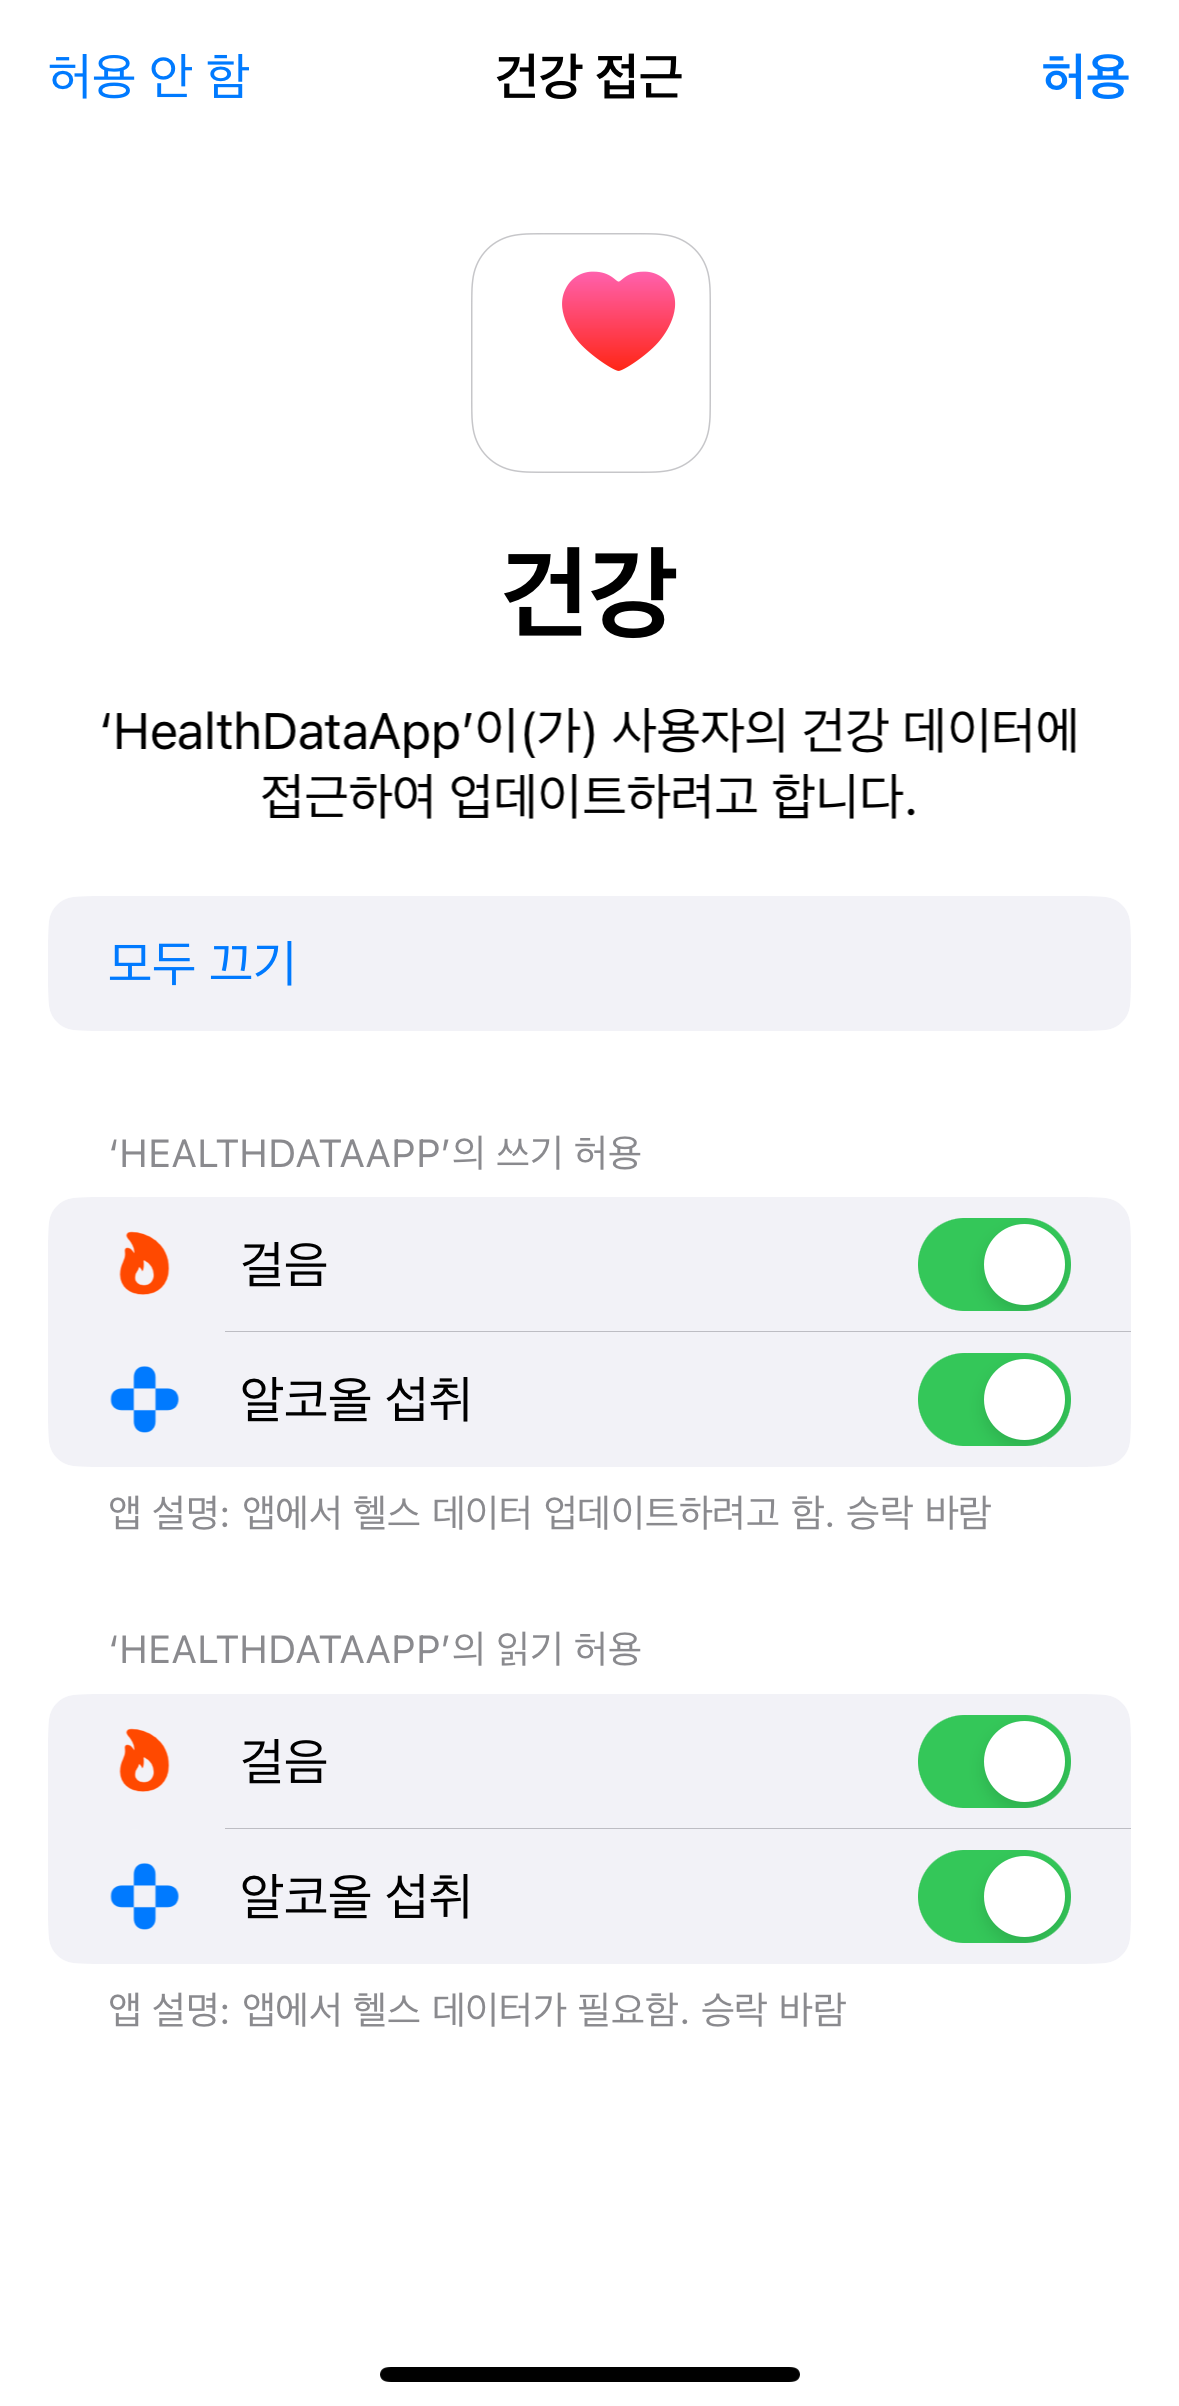 허용 안 함
건강 접근
허용
건강
‘HealthDataApp’이(가) 사용자의 건강 데이터에
접근하여 업데이트하려고 합니다.
모두 끄기
‘HEALTHDATAAPP’의 쓰기 허용
걸음
알코올 섭취
앱 설명: 앱에서 헬스 데이터 업데이트하려고 함. 승락 바람
‘HEALTHDATAAPP’의 읽기 허용
걸음
알코올 섭취
앱 설명: 앱에서 헬스 데이터가 필요함. 승락 바람